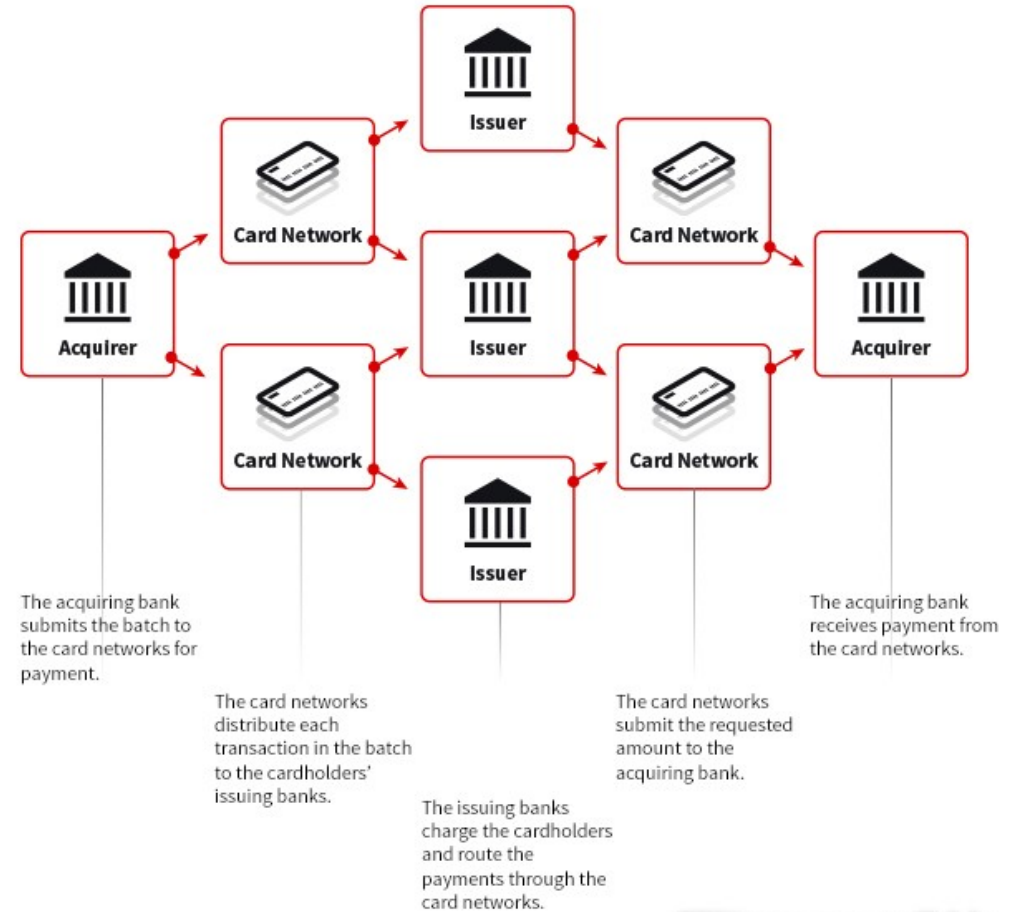 Issuer
Card Network
Card Network
Acquirer
Issuer
Acquirer
Card Network
Card Network
Issuer
The acquiring bank
submits the batch to
the card networks for
payment.
The card networks
distribute each
transaction in the batch
to the cardholders’
issuing banks.
The issuing banks
charge the cardholders
and route the
payments through the
card networks.
The card networks
submit the requested
amount to the
acquiring bank.
The acquiring bank
receives payment from
the card networks.